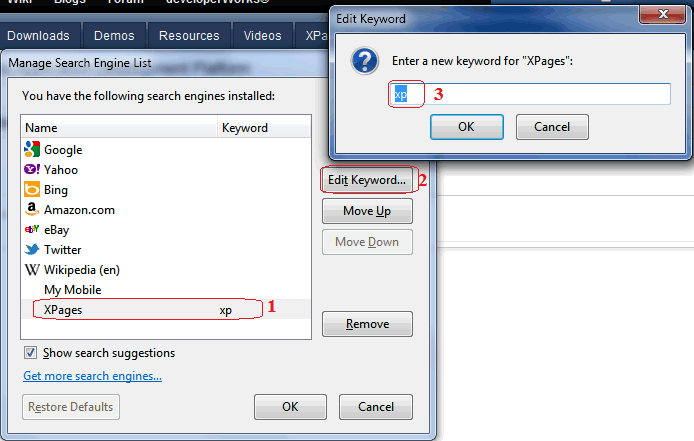 Wiki Blogs Forum developerWorks®
Downloads Demos Resources Videos XPa
Edit Keyword
Enter a new keyword for "XPages":
xp 3
OK Cancel
Manage Search Engine List
You have the following search engines installed:
Name Keyword
Google
Yahoo
Bing
Amazon.com
eBay
Twitter
Wikipedia (en)
My Mobile
XPages xp 1
Edit Keyword... 2
Move Up
Move Down
Remove
Show search suggestions
Get more search engines...
Restore Defaults OK Cancel